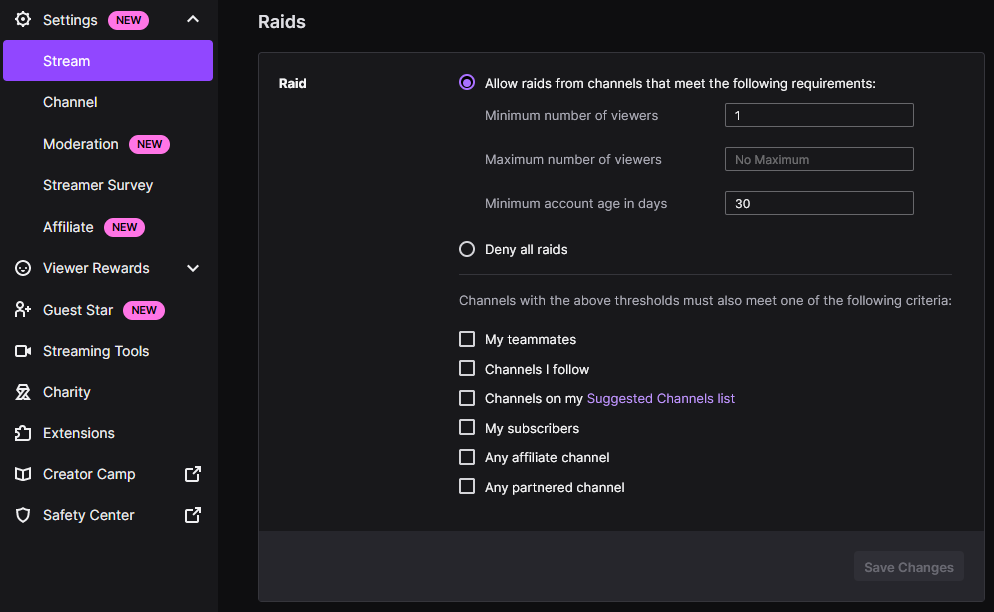 Settings NEW
Stream
Channel
Moderation NEW
Streamer Survey
Affiliate NEW
Viewer Rewards
Guest Star NEW
Streaming Tools
Charity
Extensions
Creator Camp
Safety Center
Raids
Raid
Allow raids from channels that meet the following requirements:
Minimum number of viewers 1
Maximum number of viewers No Maximum
Minimum account age in days 30
Deny all raids
Channels with the above thresholds must also meet one of the following criteria:
My teammates
Channels I follow
Channels on my Suggested Channels list
My subscribers
Any affiliate channel
Any partnered channel
Save Changes